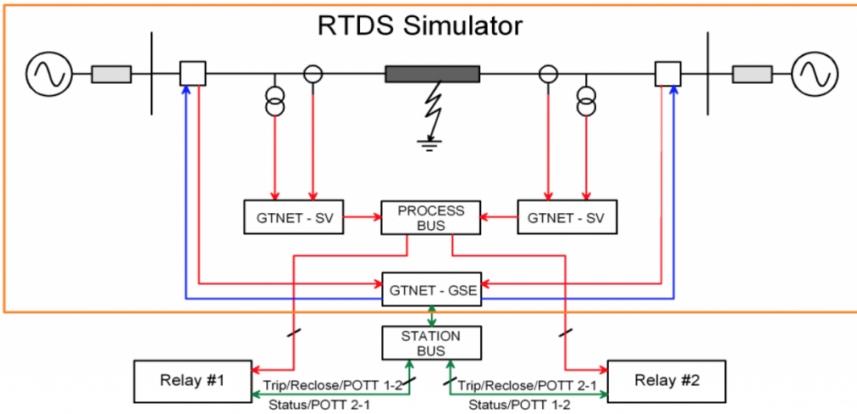 RTDS Simulator
GTNET - SV
PROCESS
BUS
GTNET - SV
GTNET - GSE
STATION
BUS
Relay #1
Trip/Reclose/POTT 1-2
Status/POTT 2-1
Trip/Reclose/POTT 2-1
Status/POTT 1-2
Relay #2